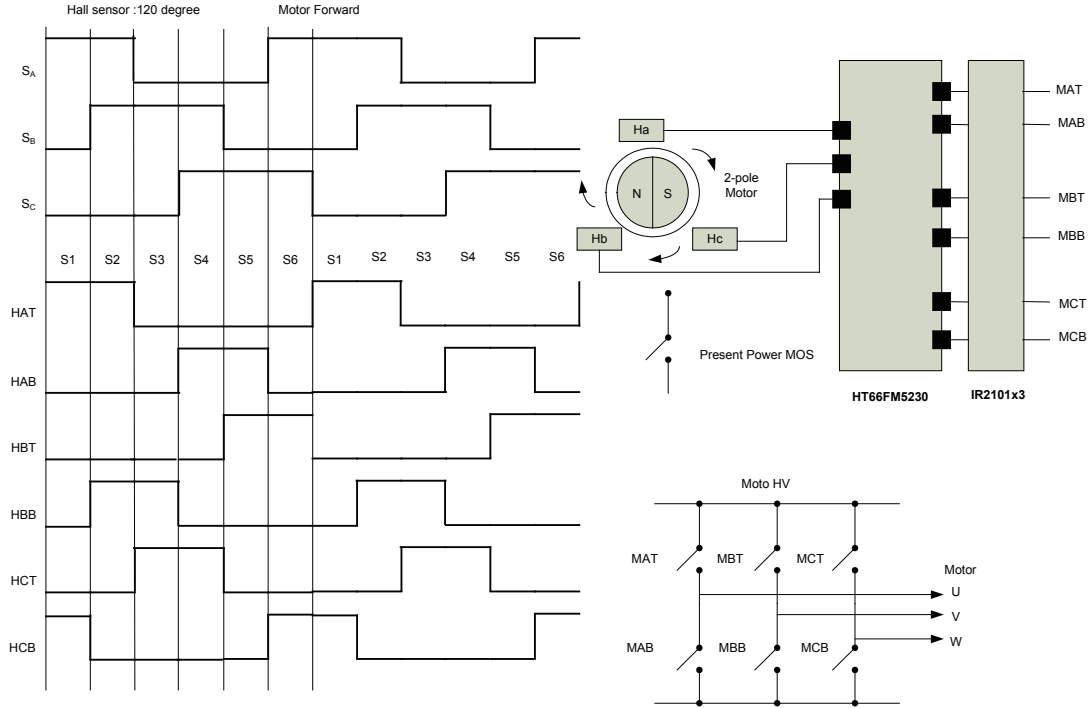 Hall sensor :120 degree
Motor Forward
SA
SB
SC
S1 S2 S3 S4 S5 S6 S1 S2 S3 S4 S5 S6
HAT
HAB
HBT
HBB
HCT
HCB
Ha
N S
2-pole
Motor
Hb
Hc
Present Power MOS
MAT
MAB
MBT
MBB
MCT
MCB
HT66FM5230
IR2101x3
Moto HV
MAT MBT MCT
Motor
U
V
W
MAB MBB MCB